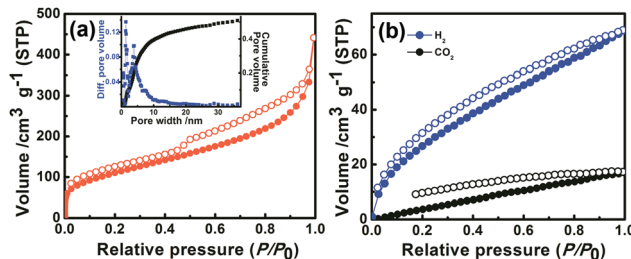 (a)
Volume /cm³ g⁻¹ (STP)
500
400
300
200
100
0
0.0 0.2 0.4 0.6 0.8 1.0
Relative pressure (P/P0)
Diff. pore volume
0.12
0.08
0.04
0.4
0.2
Cumulative
Pore volume
0 10 20 30
Pore width /nm
(b)
H₂
CO₂
Volume /cm³ g⁻¹ (STP)
80
60
40
20
0
0.0 0.2 0.4 0.6 0.8 1.0
Relative pressure (P/P0)